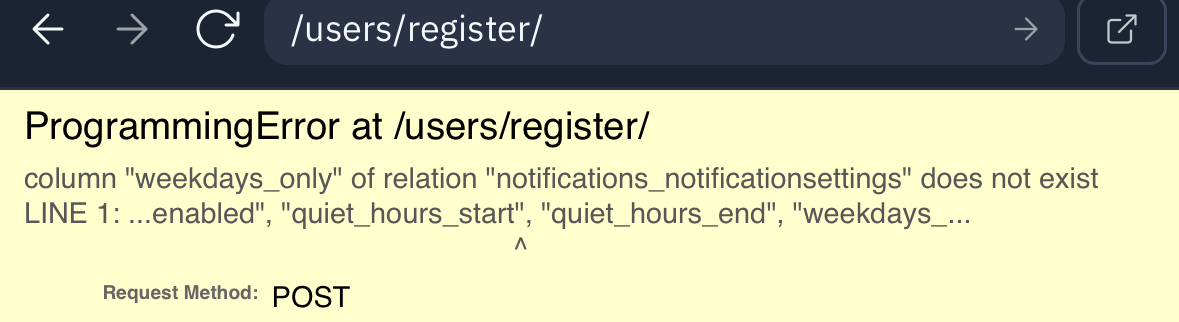 /users/register/
ProgrammingError at /users/register/
column "weekdays_only" of relation "notifications_notificationsettings" does not exist
LINE 1: ...enabled", "quiet_hours_start", "quiet_hours_end", "weekdays_...
^
Request Method: POST